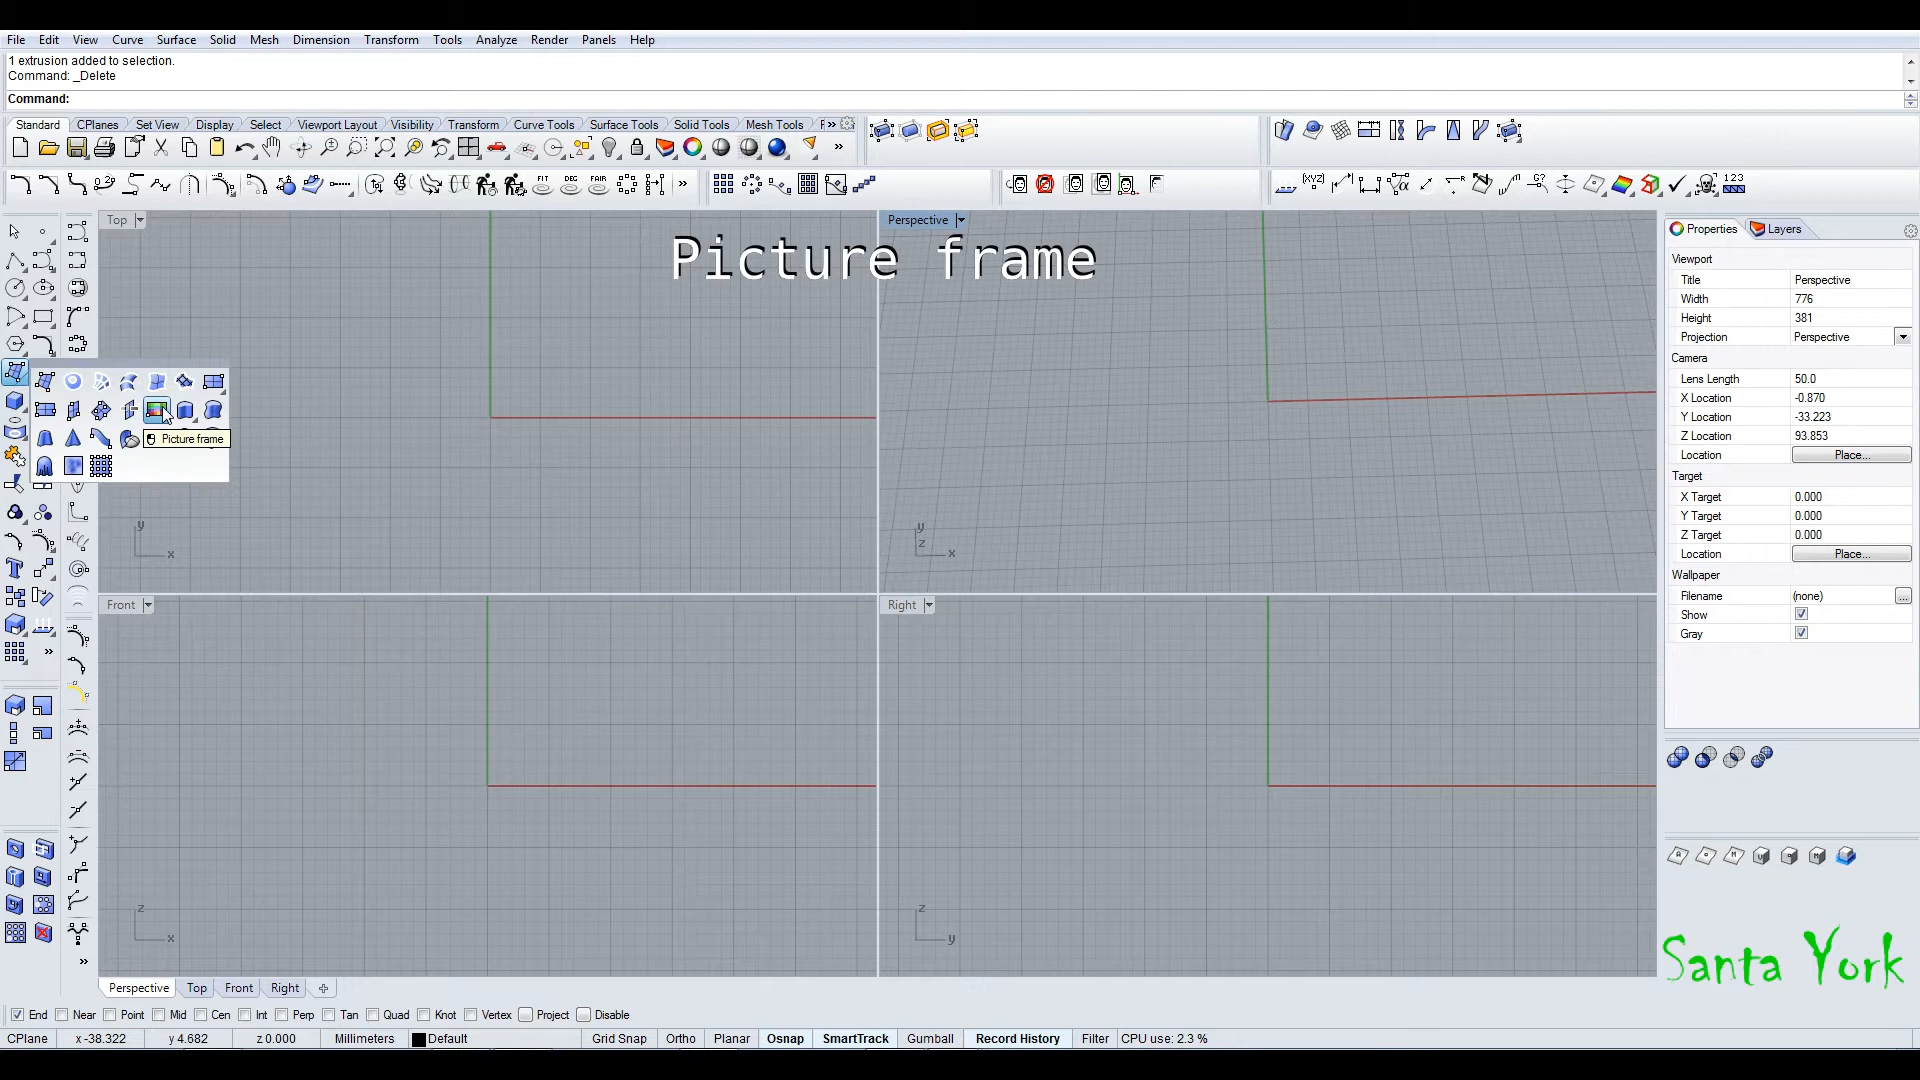 File Edit View Curve Surface Solid Mesh Dimension Transform Tools Analyze Render Panels Help
1 extrusion added to selection.
Command: _Delete
Command:
Standard CPlanes Set View Display Select Viewport Layout Visibility Transform Curve Tools Surface Tools Solid Tools Mesh Tools
FIT DEG FAIR
(XYZ) G? 123
Top
Perspective
Picture frame
Picture frame
y
x
y
z
x
Front
Right
z
x
z
y
Properties Layers
Viewport
Title Perspective
Width 776
Height 381
Projection Perspective
Camera
Lens Length 50.0
X Location -0.870
Y Location -33.223
Z Location 93.853
Location Place...
Target
X Target 0.000
Y Target 0.000
Z Target 0.000
Location Place...
Wallpaper
Filename (none) ...
Show
Gray
Santa York
Perspective Top Front Right
End Near Point Mid Cen Int Perp Tan Quad Knot Vertex Project Disable
CPlane x -38.322 y 4.682 z 0.000 Millimeters Default Grid Snap Ortho Planar Osnap SmartTrack Gumball Record History Filter CPU use: 2.3 %